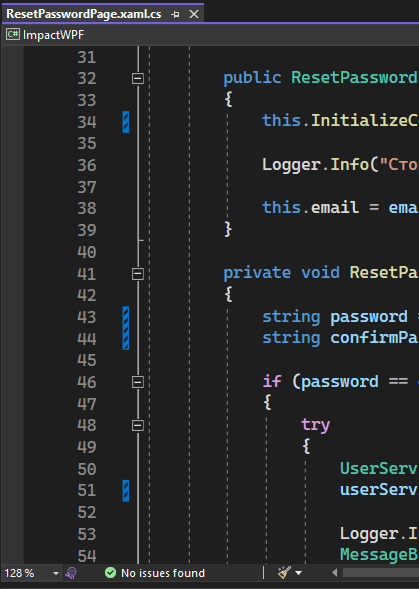 ResetPasswordPage.xaml.cs
C# ImpactWPF
31
32 public ResetPassword
33 {
34 this.InitializeC
35
36 Logger.Info("Сто
37
38 this.email = ema
39 }
40
41 private void ResetPa
42 {
43 string password =
44 string confirmPa
45
46 if (password ==
47 {
48 try
49 {
50 UserServ
51 userServ
52
53 Logger.I
54 MessageB
128 % No issues found